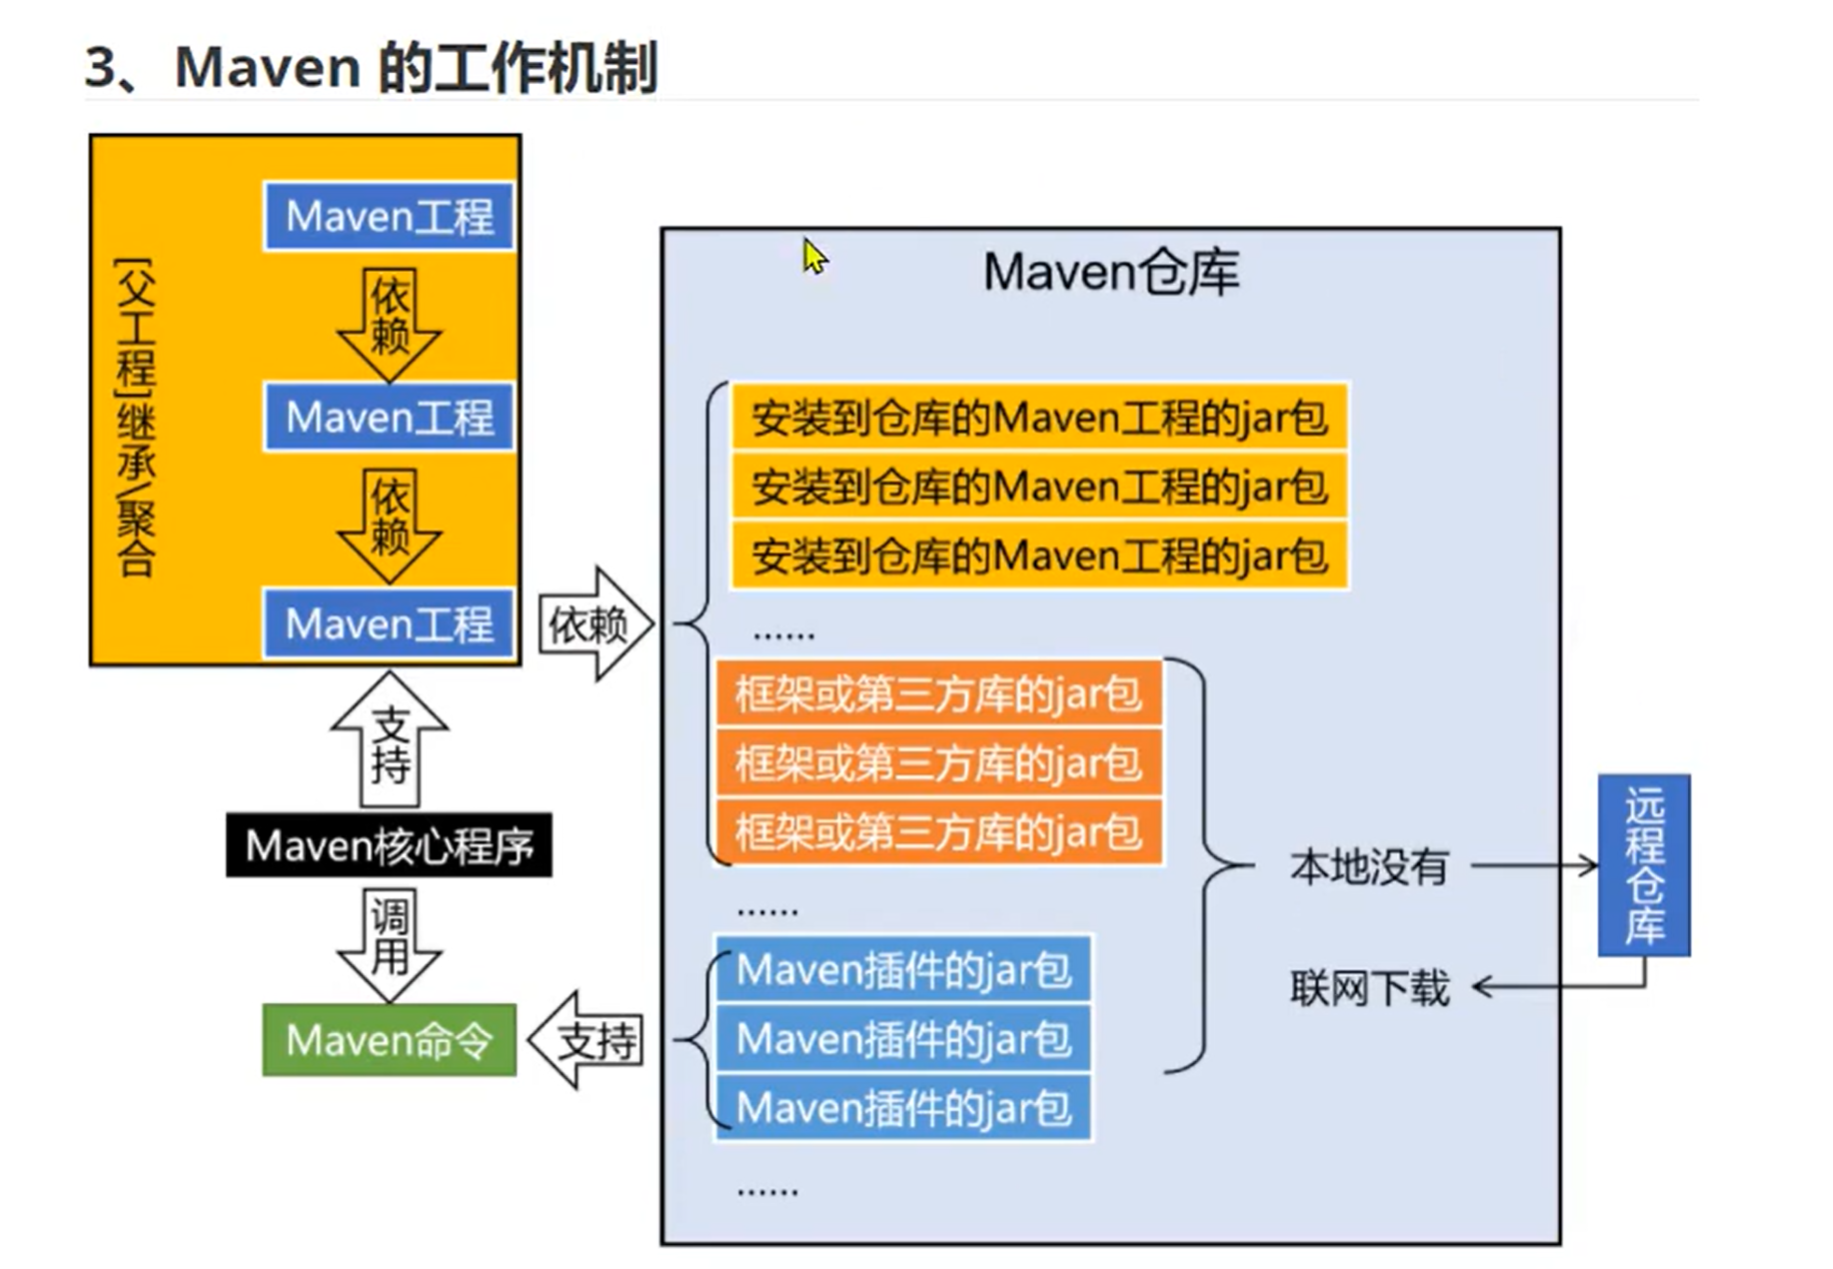 3、Maven 的工作机制
[父工程]继承/聚合
Maven工程
依赖
Maven工程
依赖
Maven工程
依赖
支持
Maven核心程序
调用
Maven命令
支持
Maven仓库
安装到仓库的Maven工程的jar包
安装到仓库的Maven工程的jar包
安装到仓库的Maven工程的jar包
......
框架或第三方库的jar包
框架或第三方库的jar包
框架或第三方库的jar包
......
Maven插件的jar包
Maven插件的jar包
Maven插件的jar包
......
本地没有
联网下载
远程仓库